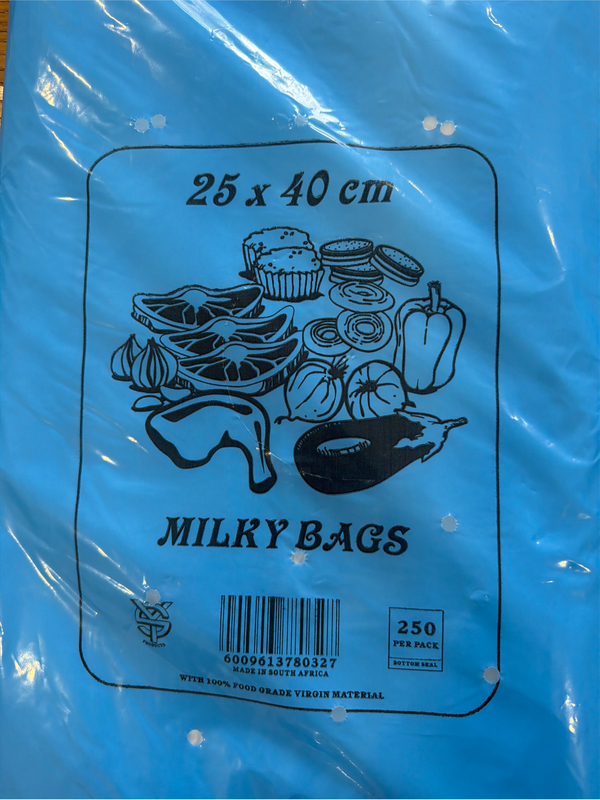 25 x 40 cm
MILKY BAGS
PRODUCTS
6009613780327
MADE IN SOUTH AFRICA
250
PER PACK
BOTTOM SEAL
WITH 100% FOOD GRADE VIRGIN MATERIAL